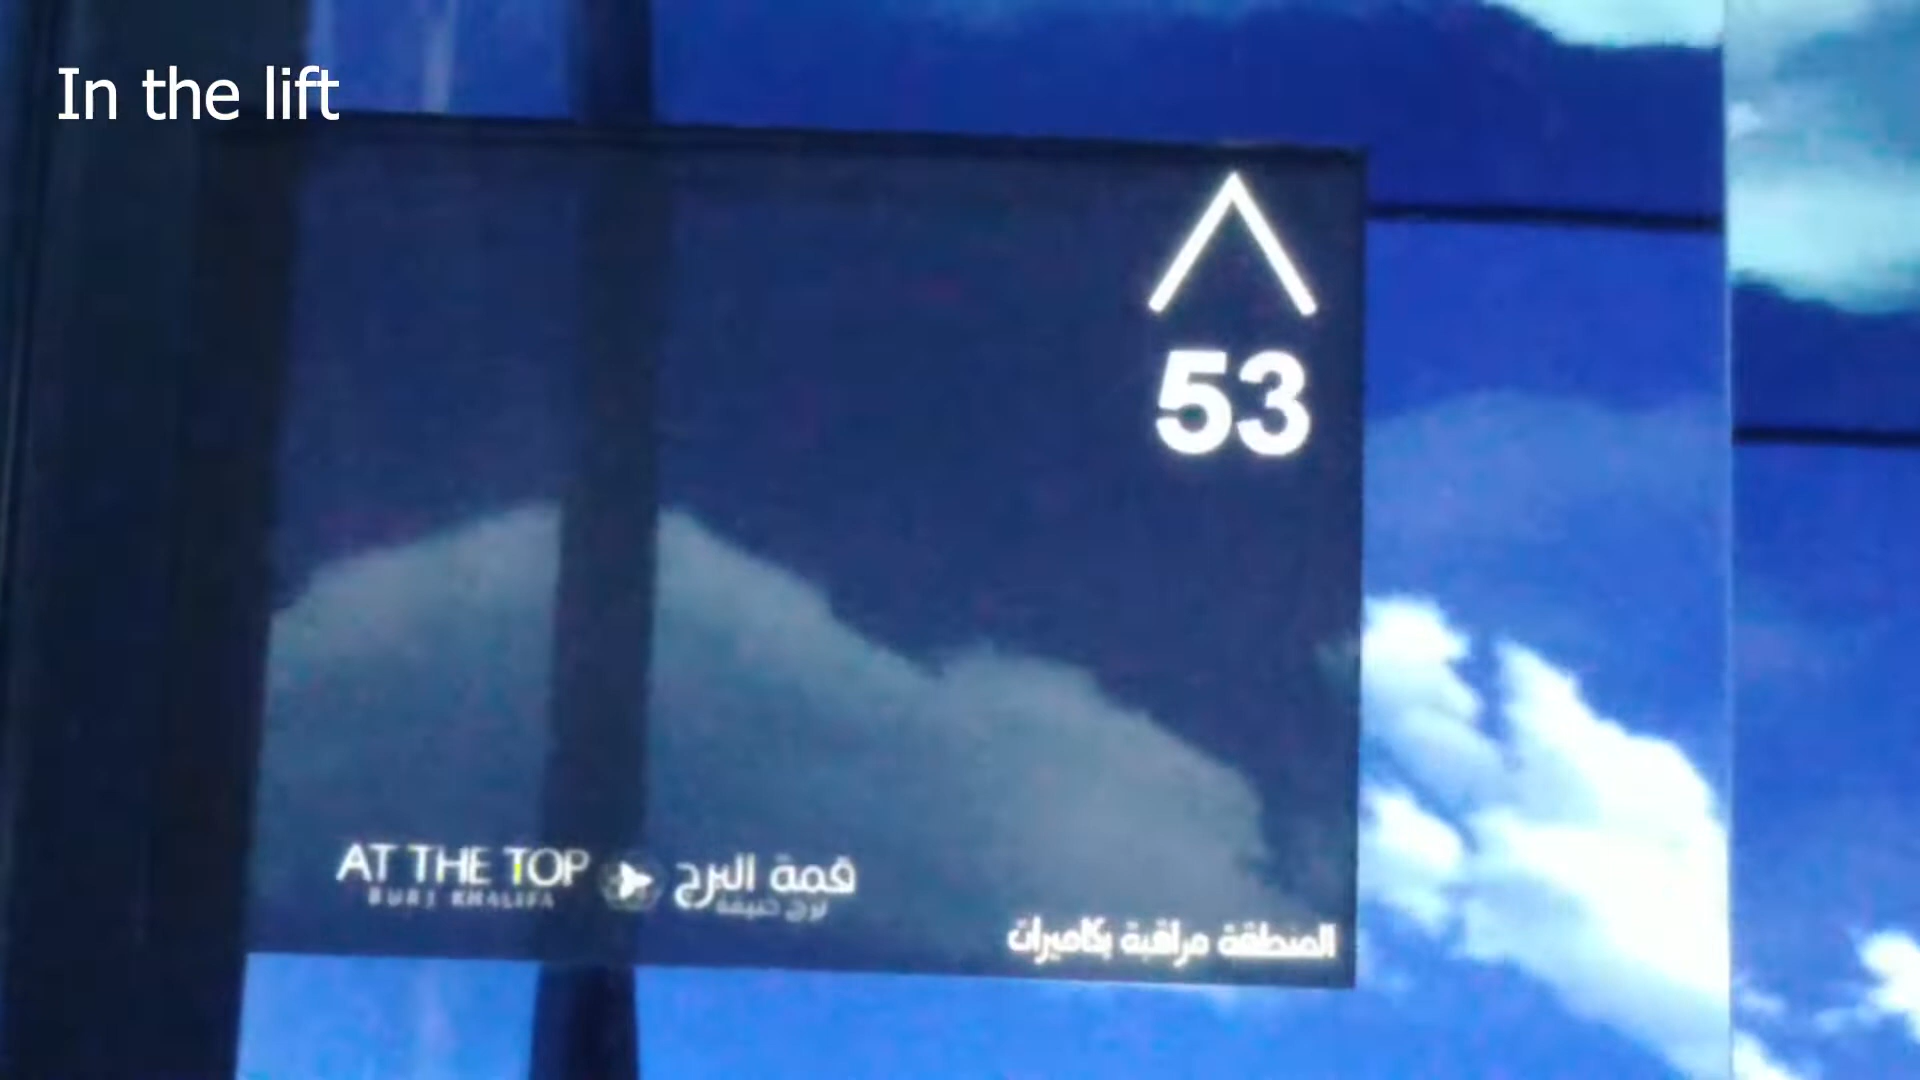 In the lift
53
AT THE TOP قمة البرج
BURJ KHALIFA برج خليفة
المنطقة مراقبة بكاميرات